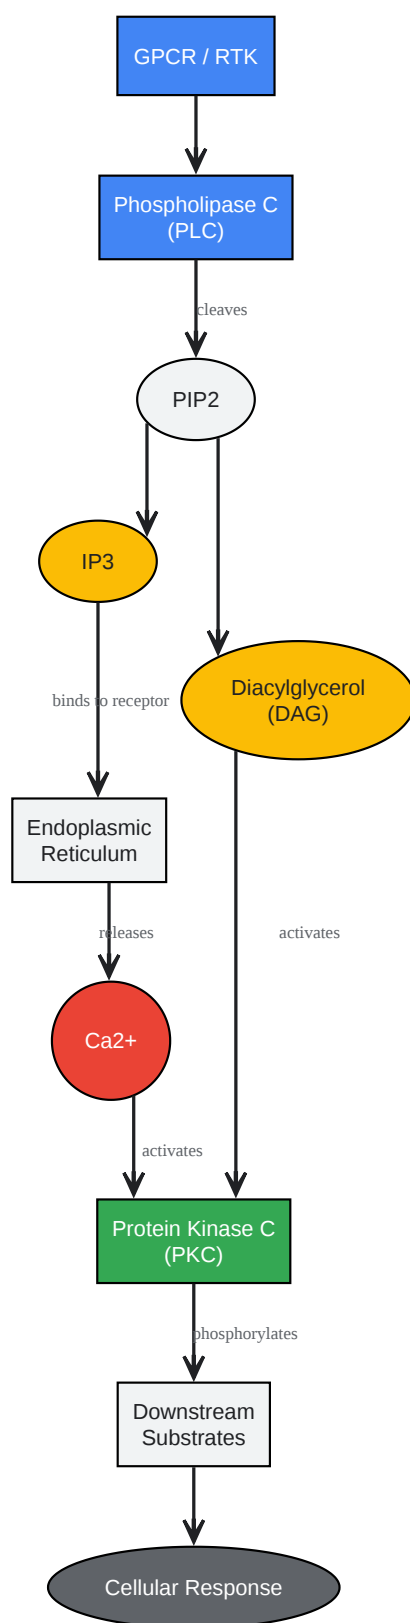 GPCR / RTK
Phospholipase C
(PLC)
cleaves
PIP2
IP3
Diacylglycerol
(DAG)
binds to receptor
Endoplasmic
Reticulum
releases
activates
Ca2+
activates
Protein Kinase C
(PKC)
phosphorylates
Downstream
Substrates
Cellular Response